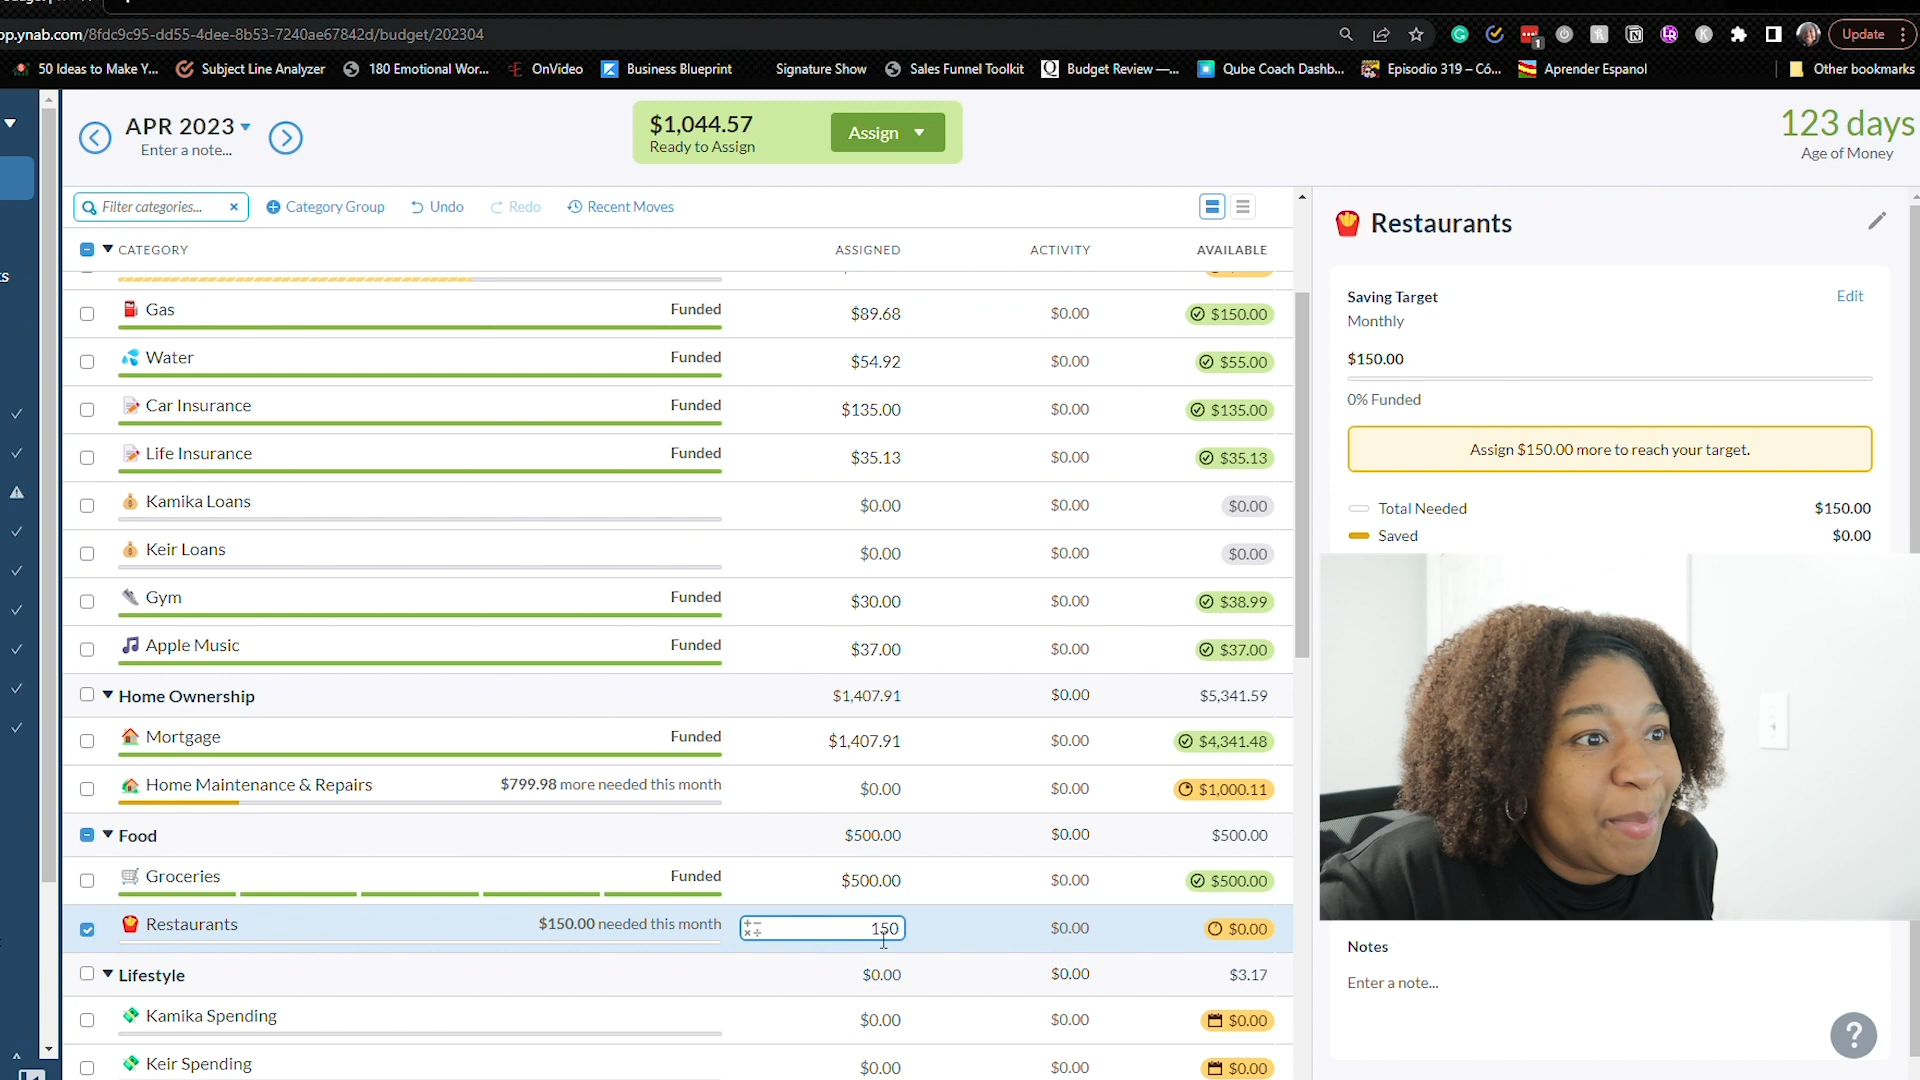 pp.ynab.com/8fdc9c95-dd55-4dee-8b53-7240ae67842d/budget/202304
Update
50 Ideas to Make Y...
Subject Line Analyzer
180 Emotional Wor...
OnVideo
Business Blueprint
Signature Show
Sales Funnel Toolkit
Budget Review —...
Qube Coach Dashb...
Episodio 319 – Có...
Aprender Espanol
Other bookmarks
APR 2023
Enter a note...
$1,044.57
Ready to Assign
Assign
123 days
Age of Money
Filter categories...
Category Group
Undo
Redo
Recent Moves
CATEGORY ASSIGNED ACTIVITY AVAILABLE
Gas Funded $89.68 $0.00 $150.00
Water Funded $54.92 $0.00 $55.00
Car Insurance Funded $135.00 $0.00 $135.00
Life Insurance Funded $35.13 $0.00 $35.13
Kamika Loans $0.00 $0.00 $0.00
Keir Loans $0.00 $0.00 $0.00
Gym Funded $30.00 $0.00 $38.99
Apple Music Funded $37.00 $0.00 $37.00
Home Ownership $1,407.91 $0.00 $5,341.59
Mortgage Funded $1,407.91 $0.00 $4,341.48
Home Maintenance & Repairs $799.98 more needed this month $0.00 $0.00 $1,000.11
Food $500.00 $0.00 $500.00
Groceries Funded $500.00 $0.00 $500.00
Restaurants $150.00 needed this month 150 $0.00 $0.00
Lifestyle $0.00 $0.00 $3.17
Kamika Spending $0.00 $0.00 $0.00
Keir Spending $0.00 $0.00 $0.00
Restaurants
Saving Target
Edit
Monthly
$150.00
0% Funded
Assign $150.00 more to reach your target.
Total Needed $150.00
Saved $0.00
Notes
Enter a note...
?